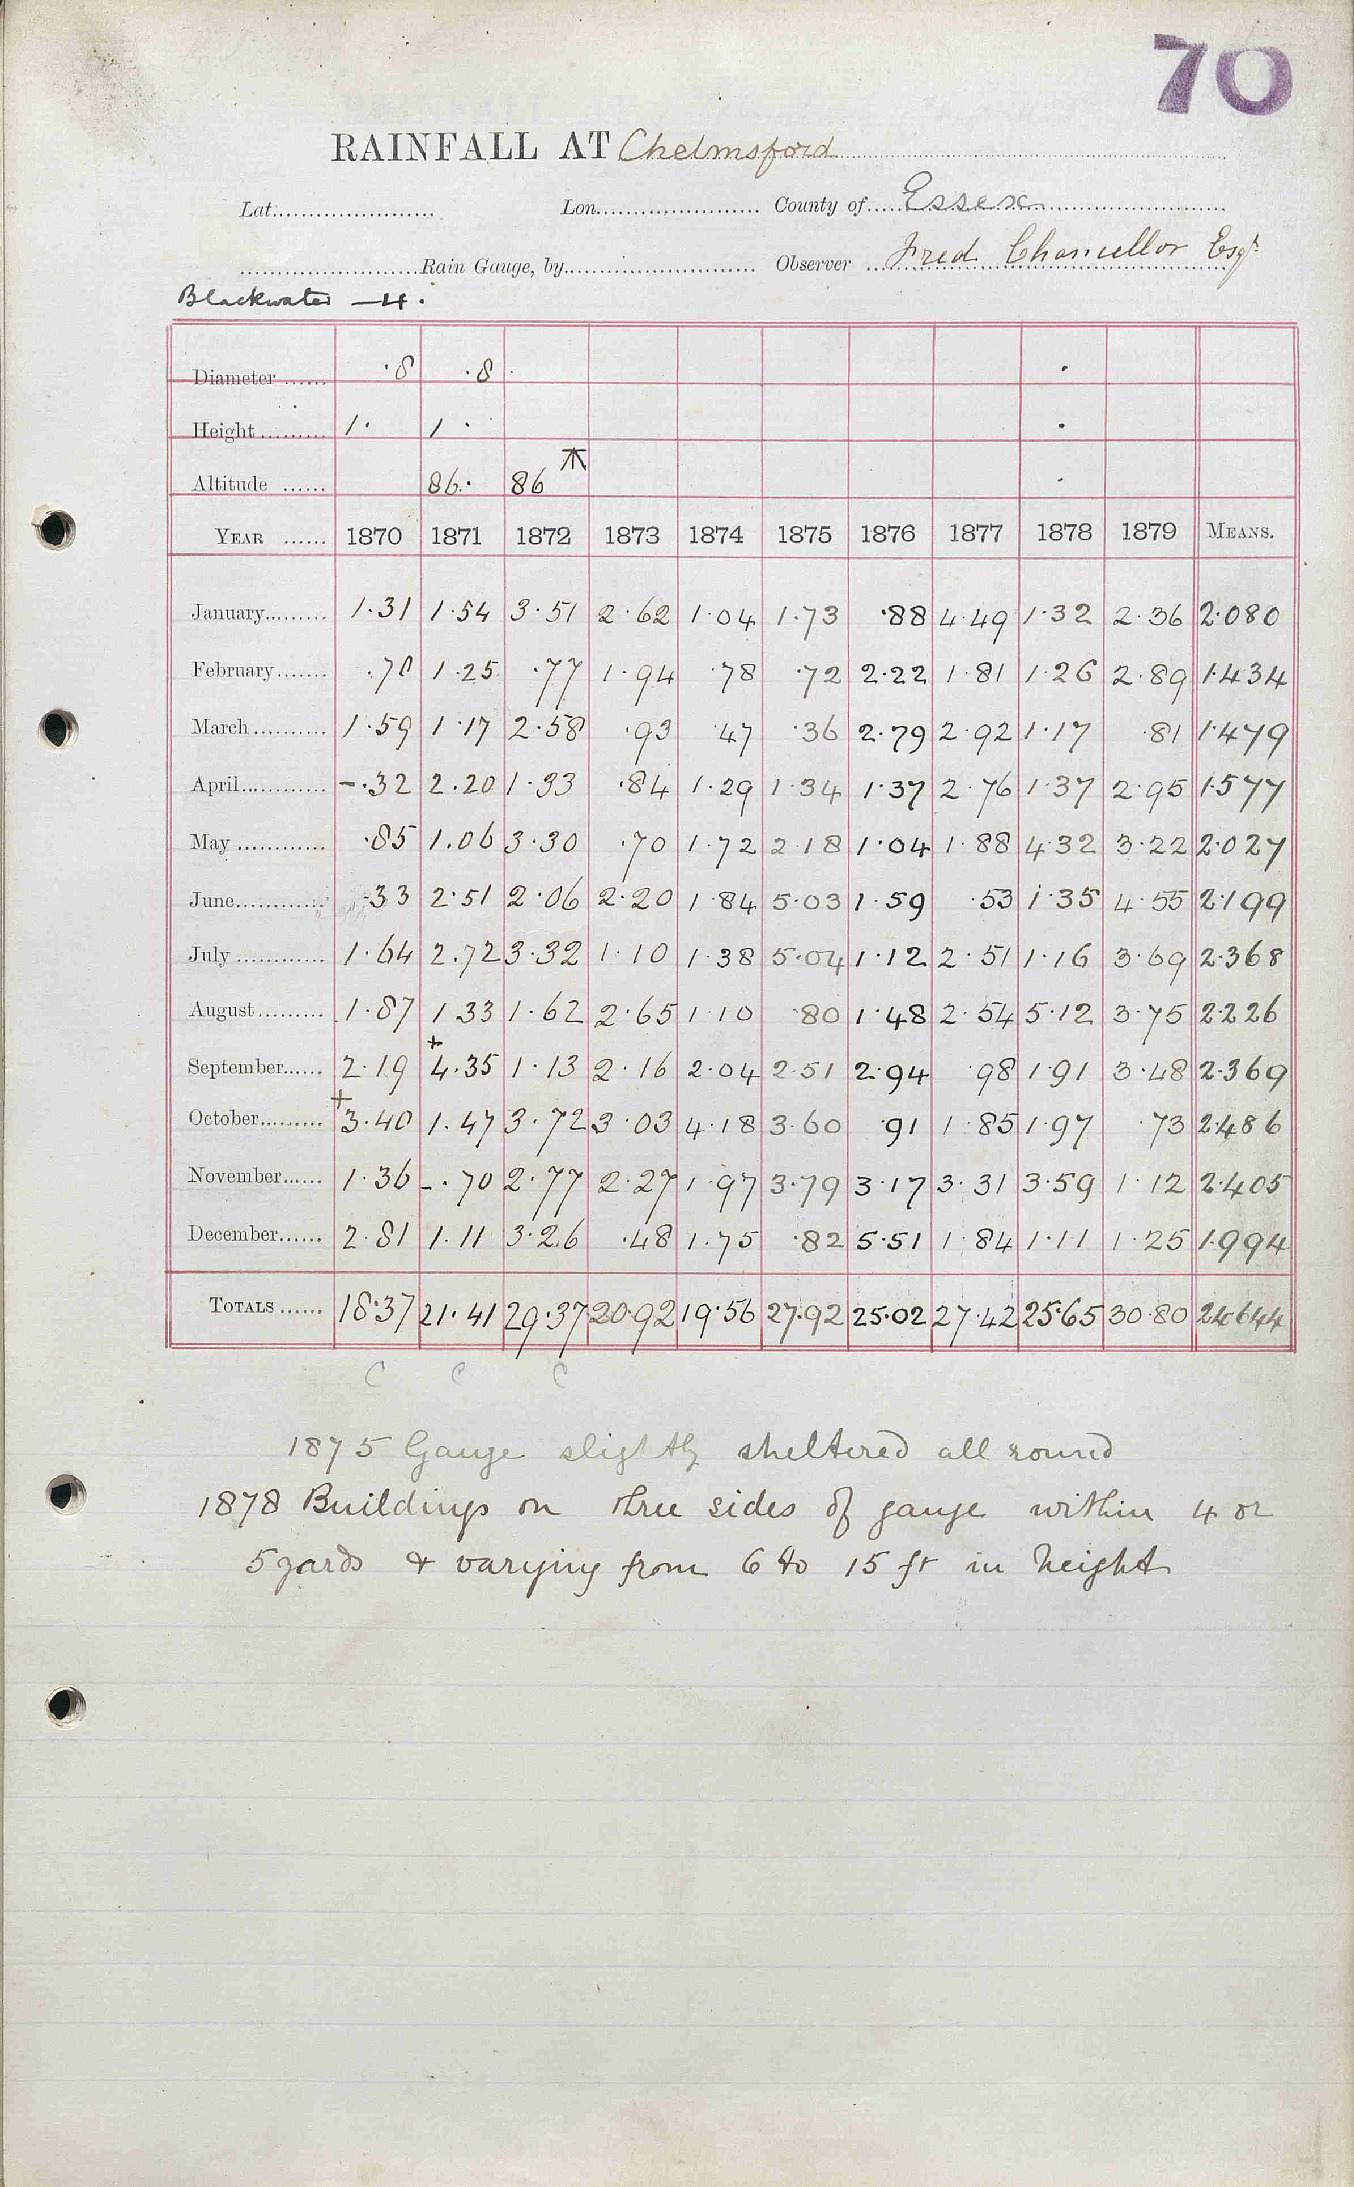 70
RAINFALL AT Chelmsford
Lat. Lon. County of Essex
Rain Gauge, by Observer Fred Chancellor Esqr
Blackwater —4.
Diameter ·8 ·8
Height 1· 1·
Altitude 86· 86
YEAR 1870 1871 1872 1873 1874 1875 1876 1877 1878 1879 MEANS.
January 1·31 1·54 3·51 2·62 1·04 1·73 ·88 4·49 1·32 2·36 2·080
February ·70 1·25 ·77 1·94 ·78 ·72 2·22 1·81 1·26 2·89 1·434
March 1·59 1·17 2·58 ·93 ·47 ·36 2·79 2·92 1·17 ·81 1·479
April -·32 2·20 1·33 ·84 1·29 1·34 1·37 2·76 1·37 2·95 1·577
May ·85 1·06 3·30 ·70 1·72 2·18 1·04 1·88 4·32 3·22 2·027
June ·33 2·51 2·06 2·20 1·84 5·03 1·59 ·53 1·35 4·55 2·199
July 1·64 2·72 3·32 1·10 1·38 5·04 1·12 2·51 1·16 3·69 2·368
August 1·87 1·33 1·62 2·65 1·10 ·80 1·48 2·54 5·12 3·75 2·226
September 2·19 +4·35 1·13 2·16 2·04 2·51 2·94 ·98 1·91 3·48 2·369
October +3·40 1·47 3·72 3·03 4·18 3·60 ·91 1·85 1·97 ·73 2·486
November 1·36 -·70 2·77 2·27 1·97 3·79 3·17 3·31 3·59 1·12 2·405
December 2·81 1·11 3·26 ·48 1·75 ·82 5·51 1·84 1·11 1·25 1·994
TOTALS 18·37 21·41 29·37 20·92 19·56 27·92 25·02 27·42 25·65 30·80 24·644
C C C
1875 Gauge slightly sheltered all round
1878 Buildings on three sides of gauge within 4 or
5 yards & varying from 6 to 15 ft in height